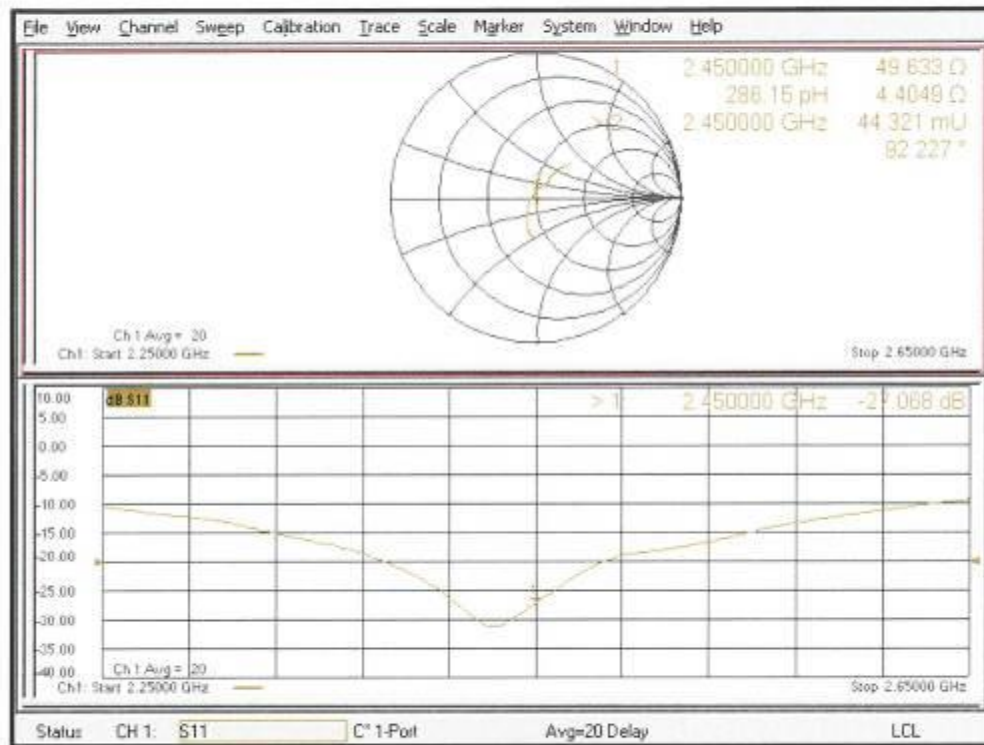 File View Channel Sweep Calibration Trace Scale Marker System Window Help
1 2.450000 GHz 49.633 Ω
286.15 pH 4.4049 Ω
> 2 2.450000 GHz 44.321 mU
82.227 °
Ch 1 Avg = 20
Ch1: Start 2.25000 GHz Stop 2.65000 GHz
10.00 dB S11 > 1 2.450000 GHz -27.068 dB
5.00
0.00
-5.00
-10.00
-15.00
-20.00
-25.00
-30.00
-35.00
-40.00 Ch 1 Avg = 20
Ch1: Start 2.25000 GHz Stop 2.65000 GHz
Status CH 1: S11 C* 1-Port Avg=20 Delay LCL